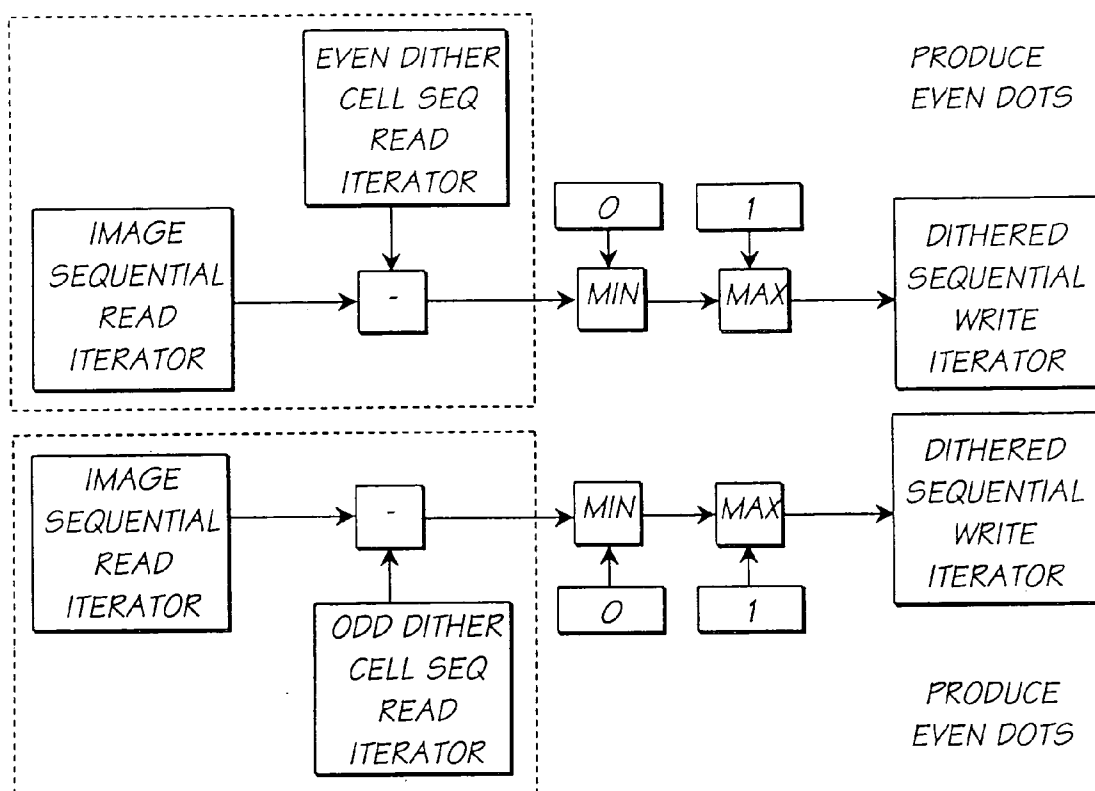 EVEN DITHER
CELL SEQ
READ
ITERATOR
PRODUCE
EVEN DOTS
IMAGE
SEQUENTIAL
READ
ITERATOR
-
0
1
MIN
MAX
DITHERED
SEQUENTIAL
WRITE
ITERATOR
IMAGE
SEQUENTIAL
READ
ITERATOR
-
MIN
MAX
0
1
DITHERED
SEQUENTIAL
WRITE
ITERATOR
ODD DITHER
CELL SEQ
READ
ITERATOR
PRODUCE
EVEN DOTS